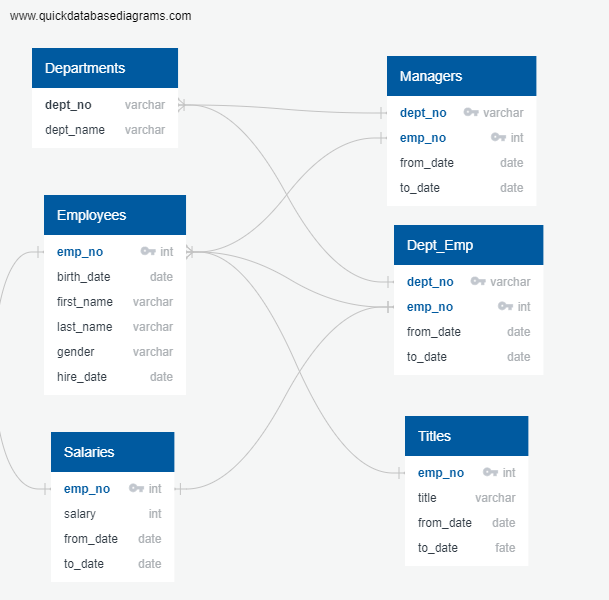 www.quickdatabasediagrams.com
Departments
dept_no varchar
dept_name varchar
Managers
dept_no varchar
emp_no int
from_date date
to_date date
Employees
emp_no int
birth_date date
first_name varchar
last_name varchar
gender varchar
hire_date date
Dept_Emp
dept_no varchar
emp_no int
from_date date
to_date date
Salaries
emp_no int
salary int
from_date date
to_date date
Titles
emp_no int
title varchar
from_date date
to_date fate